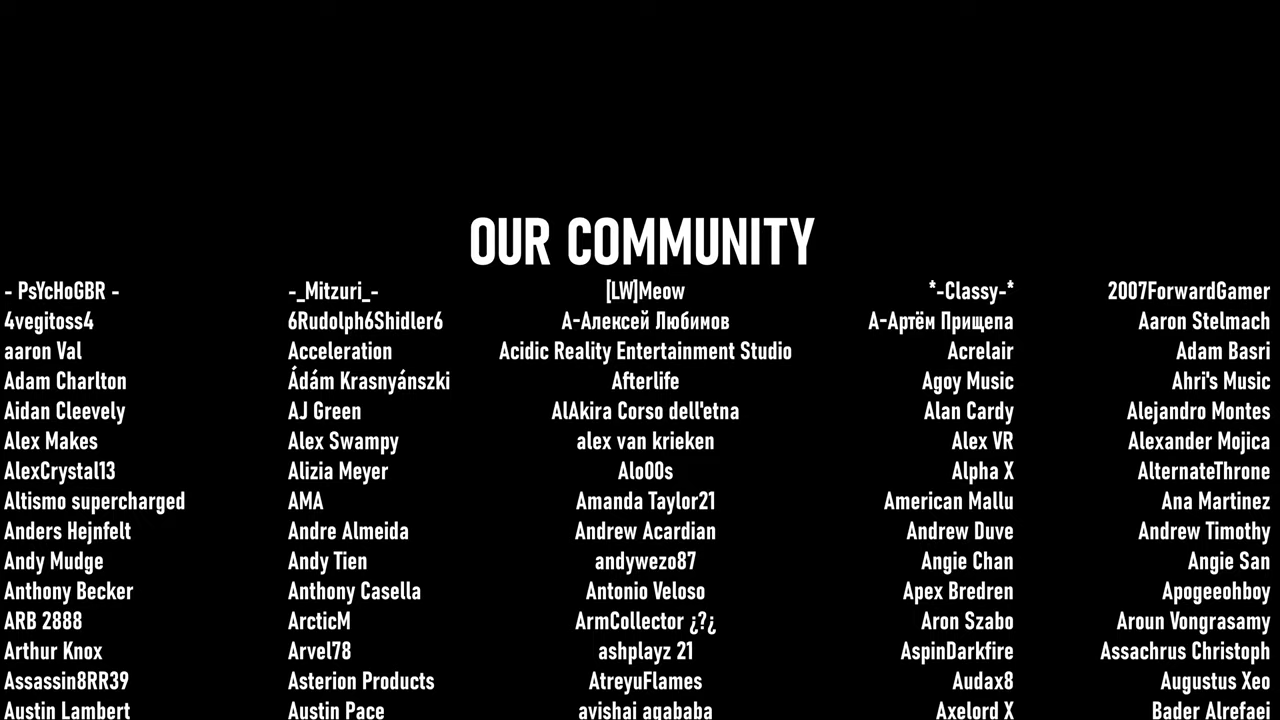 OUR COMMUNITY
- PsYcHoGBR - -_Mitzuri_- [LW]Meow *-Classy-* 2007ForwardGamer
4vegitoss4 6Rudolph6Shidler6 А-Алексей Любимов А-Артём Прищепа Aaron Stelmach
aaron Val Acceleration Acidic Reality Entertainment Studio Acrelair Adam Basri
Adam Charlton Ádám Krasnyánszki Afterlife Agoy Music Ahri's Music
Aidan Cleevely AJ Green AlAkira Corso dell'etna Alan Cardy Alejandro Montes
Alex Makes Alex Swampy alex van krieken Alex VR Alexander Mojica
AlexCrystal13 Alizia Meyer Alo00s Alpha X AlternateThrone
Altismo supercharged AMA Amanda Taylor21 American Mallu Ana Martinez
Anders Hejnfelt Andre Almeida Andrew Acardian Andrew Duve Andrew Timothy
Andy Mudge Andy Tien andywezo87 Angie Chan Angie San
Anthony Becker Anthony Casella Antonio Veloso Apex Bredren Apogeeohboy
ARB 2888 ArcticM ArmCollector ¿?¿ Aron Szabo Aroun Vongrasamy
Arthur Knox Arvel78 ashplayz 21 AspinDarkfire Assachrus Christoph
Assassin8RR39 Asterion Products AtreyuFlames Audax8 Augustus Xeo
Austin Lambert Austin Pace avishai agababa Axelord X Bader Alrefaei